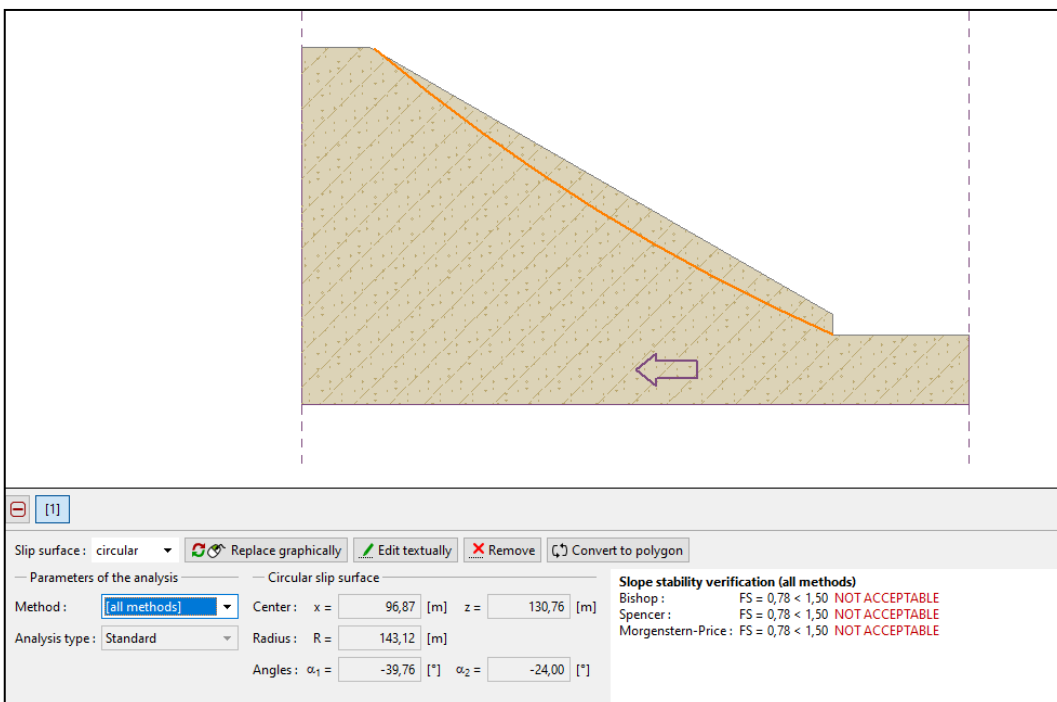 [1]
Slip surface : circular Replace graphically Edit textually Remove Convert to polygon
Parameters of the analysis
Method : [all methods]
Analysis type : Standard
Circular slip surface
Center : x = 96,87 [m] z = 130,76 [m]
Radius : R = 143,12 [m]
Angles : α1 = -39,76 [°] α2 = -24,00 [°]
Slope stability verification (all methods)
Bishop : FS = 0,78 < 1,50 NOT ACCEPTABLE
Spencer : FS = 0,78 < 1,50 NOT ACCEPTABLE
Morgenstern-Price : FS = 0,78 < 1,50 NOT ACCEPTABLE